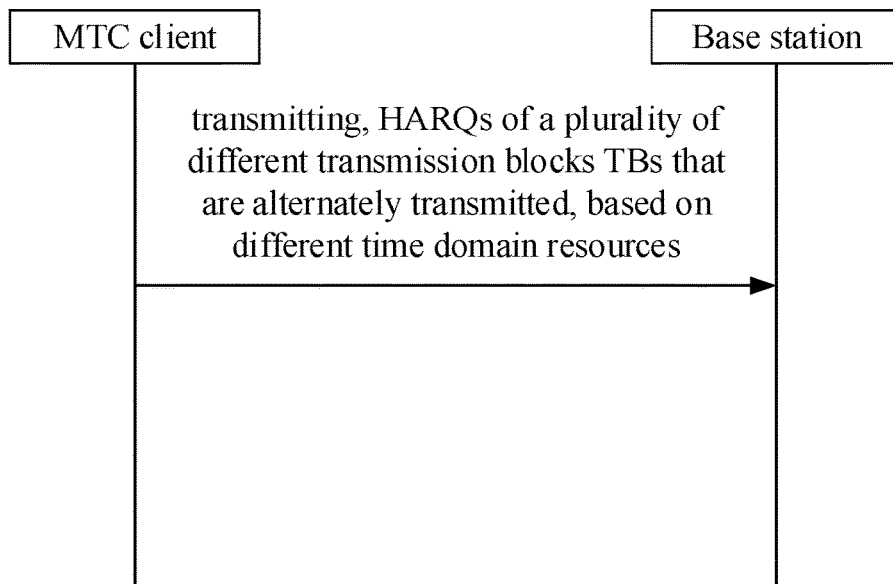 MTC client
Base station
transmitting, HARQs of a plurality of
different transmission blocks TBs that
are alternately transmitted, based on
different time domain resources